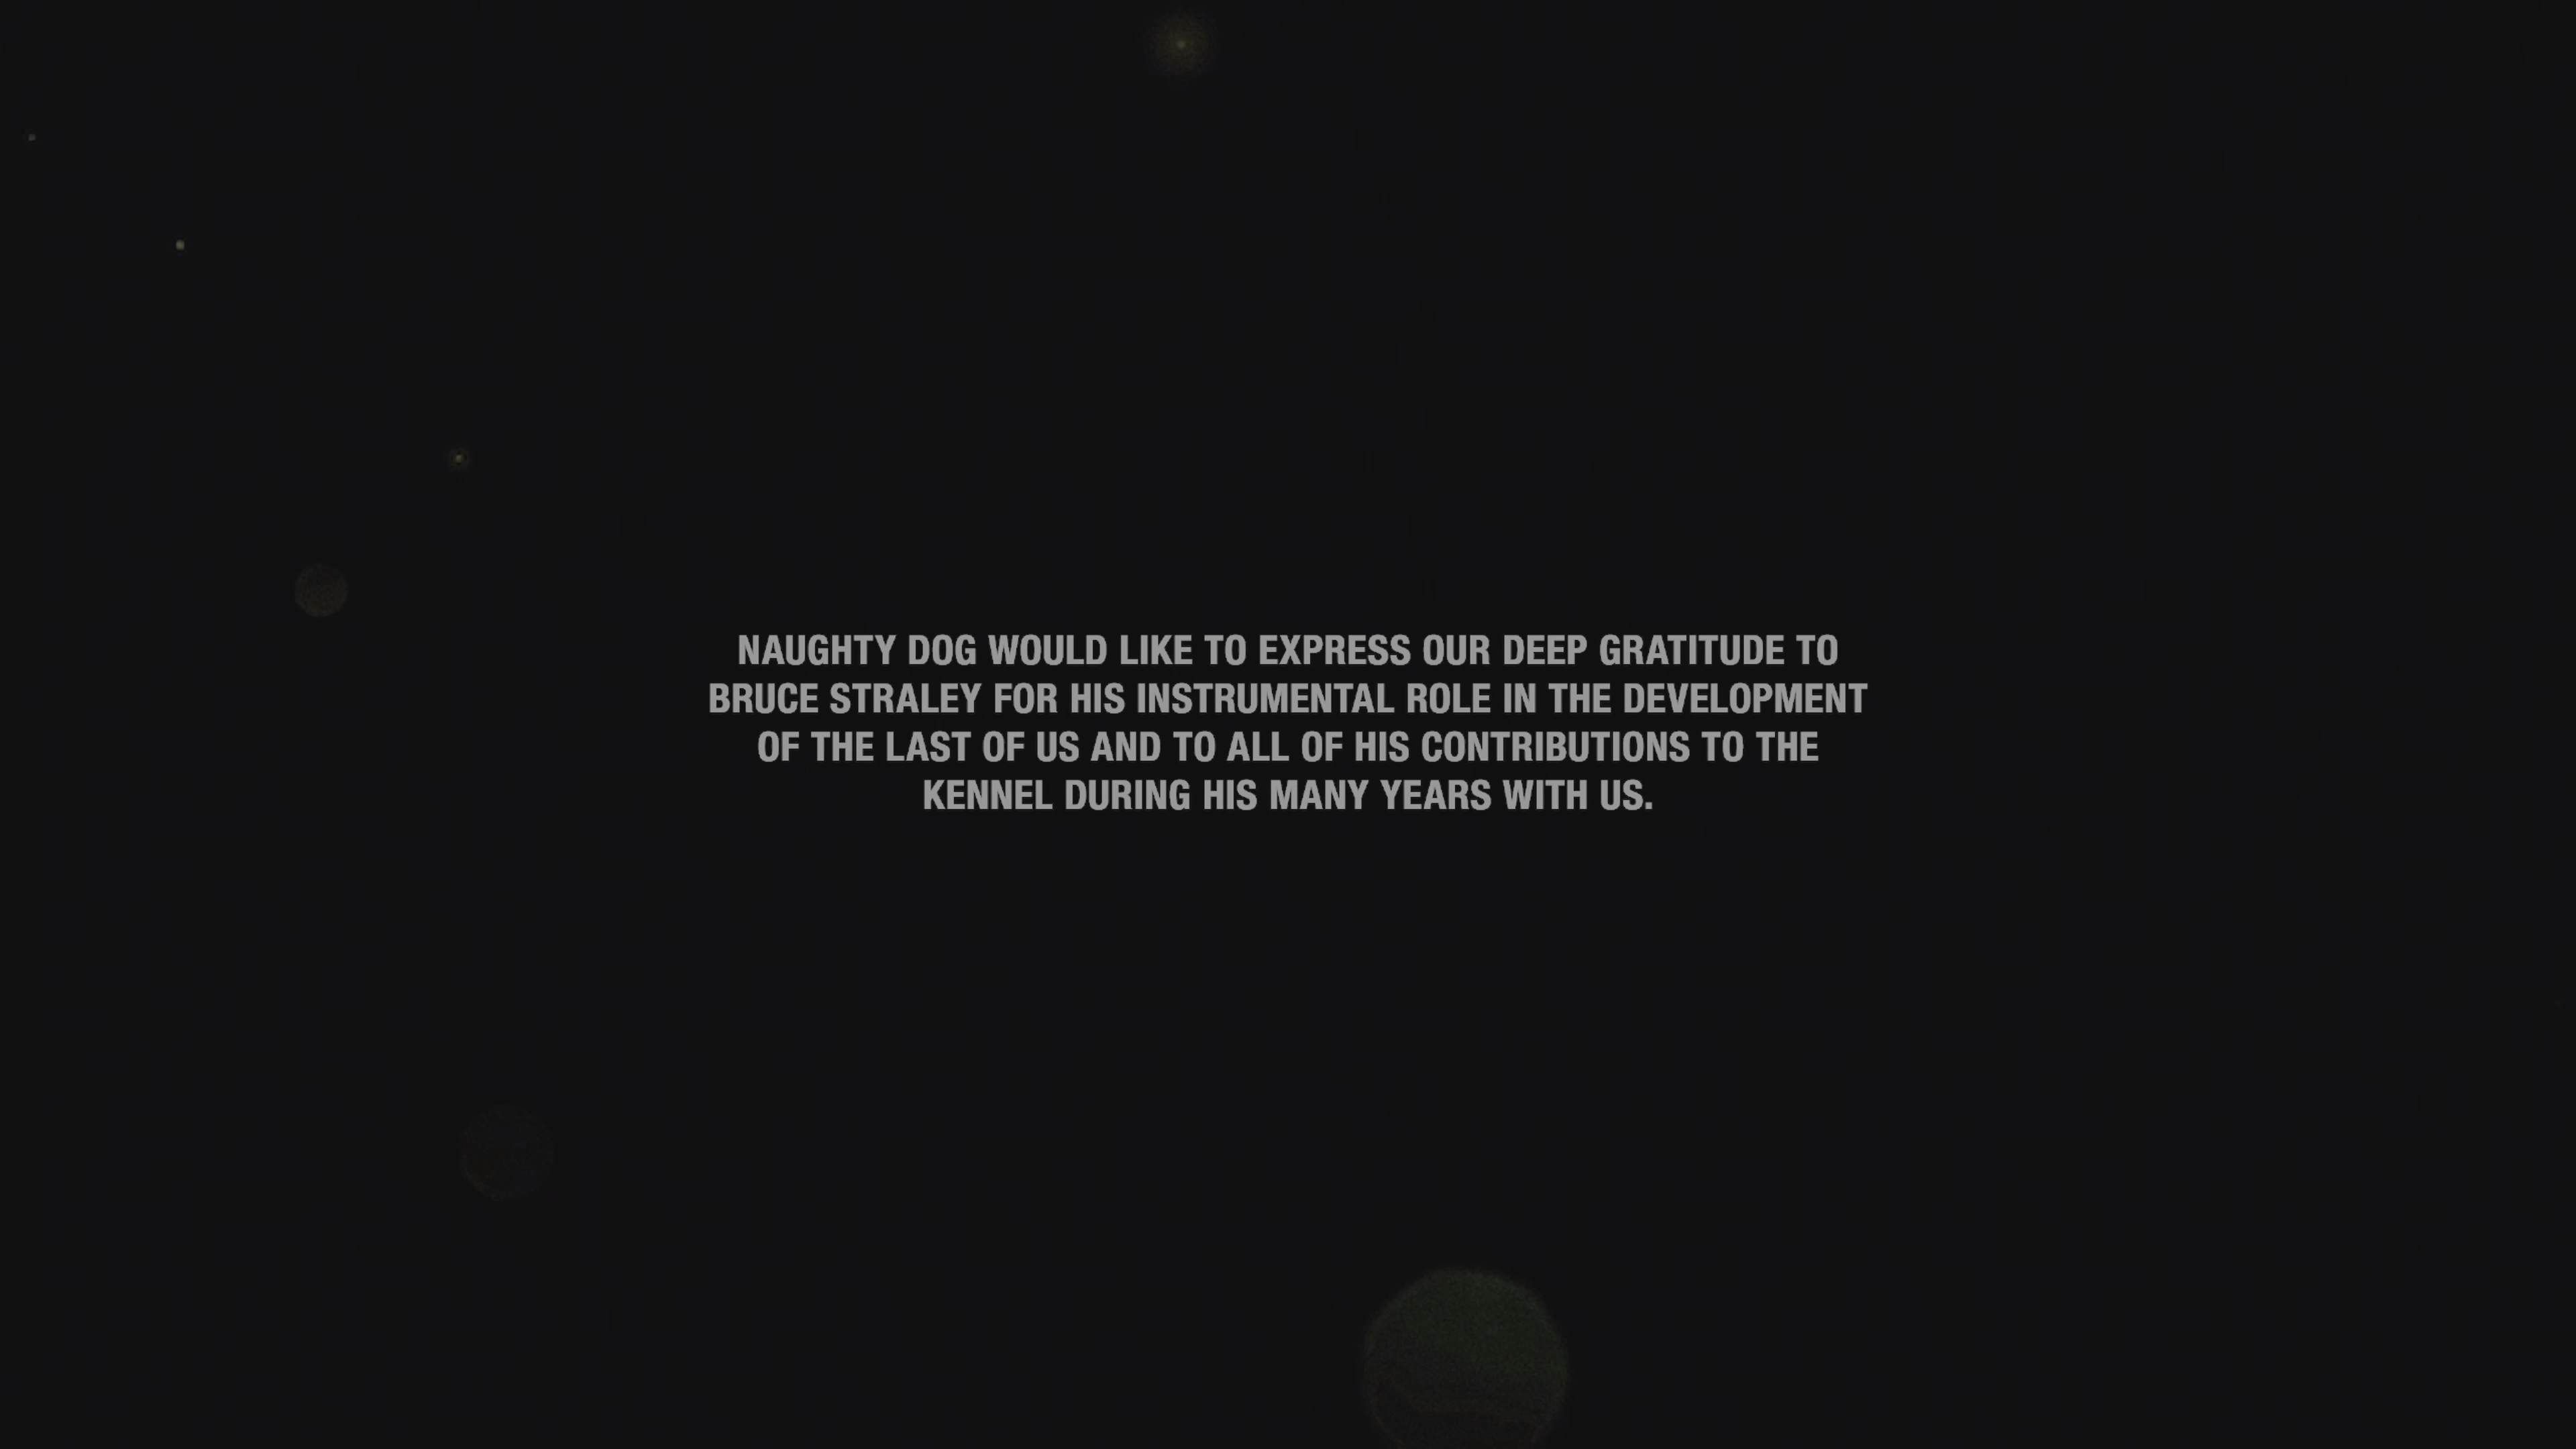 NAUGHTY DOG WOULD LIKE TO EXPRESS OUR DEEP GRATITUDE TO
BRUCE STRALEY FOR HIS INSTRUMENTAL ROLE IN THE DEVELOPMENT
OF THE LAST OF US AND TO ALL OF HIS CONTRIBUTIONS TO THE
KENNEL DURING HIS MANY YEARS WITH US.